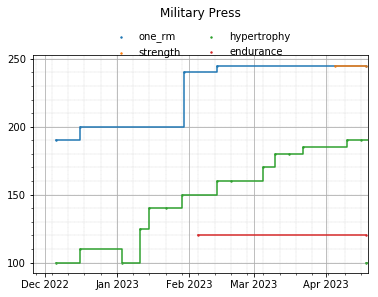 Military Press
one_rm hypertrophy
strength endurance
250
200
150
100
Dec 2022 Jan 2023 Feb 2023 Mar 2023 Apr 2023